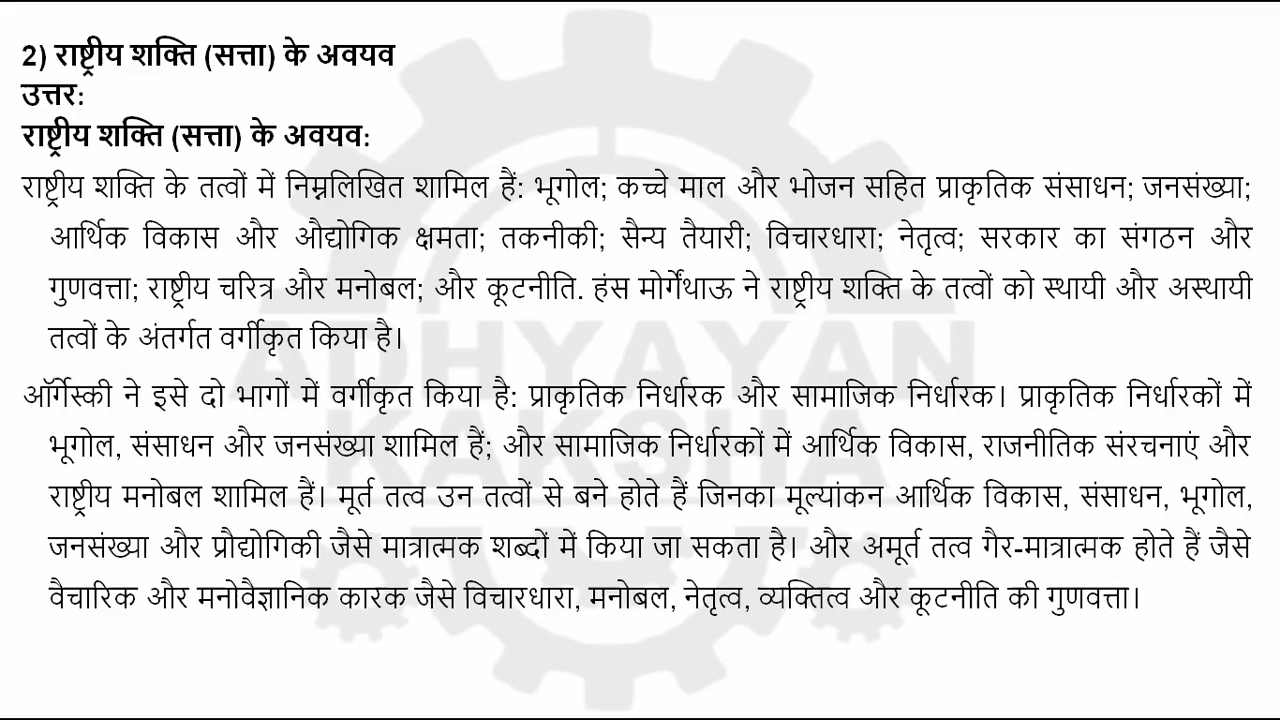 2) राष्ट्रीय शक्ति (सत्ता) के अवयव
उत्तर:
राष्ट्रीय शक्ति (सत्ता) के अवयव:
राष्ट्रीय शक्ति के तत्वों में निम्नलिखित शामिल हैं: भूगोल; कच्चे माल और भोजन सहित प्राकृतिक संसाधन; जनसंख्या;
आर्थिक विकास और औद्योगिक क्षमता; तकनीकी; सैन्य तैयारी; विचारधारा; नेतृत्व; सरकार का संगठन और
गुणवत्ता; राष्ट्रीय चरित्र और मनोबल; और कूटनीति. हंस मोर्गेंथाऊ ने राष्ट्रीय शक्ति के तत्वों को स्थायी और अस्थायी
तत्वों के अंतर्गत वर्गीकृत किया है।
ऑर्गेस्की ने इसे दो भागों में वर्गीकृत किया है: प्राकृतिक निर्धारक और सामाजिक निर्धारक। प्राकृतिक निर्धारकों में
भूगोल, संसाधन और जनसंख्या शामिल हैं; और सामाजिक निर्धारकों में आर्थिक विकास, राजनीतिक संरचनाएं और
राष्ट्रीय मनोबल शामिल हैं। मूर्त तत्व उन तत्वों से बने होते हैं जिनका मूल्यांकन आर्थिक विकास, संसाधन, भूगोल,
जनसंख्या और प्रौद्योगिकी जैसे मात्रात्मक शब्दों में किया जा सकता है। और अमूर्त तत्व गैर-मात्रात्मक होते हैं जैसे
वैचारिक और मनोवैज्ञानिक कारक जैसे विचारधारा, मनोबल, नेतृत्व, व्यक्तित्व और कूटनीति की गुणवत्ता।
ADHYAYAN
KAKSHA